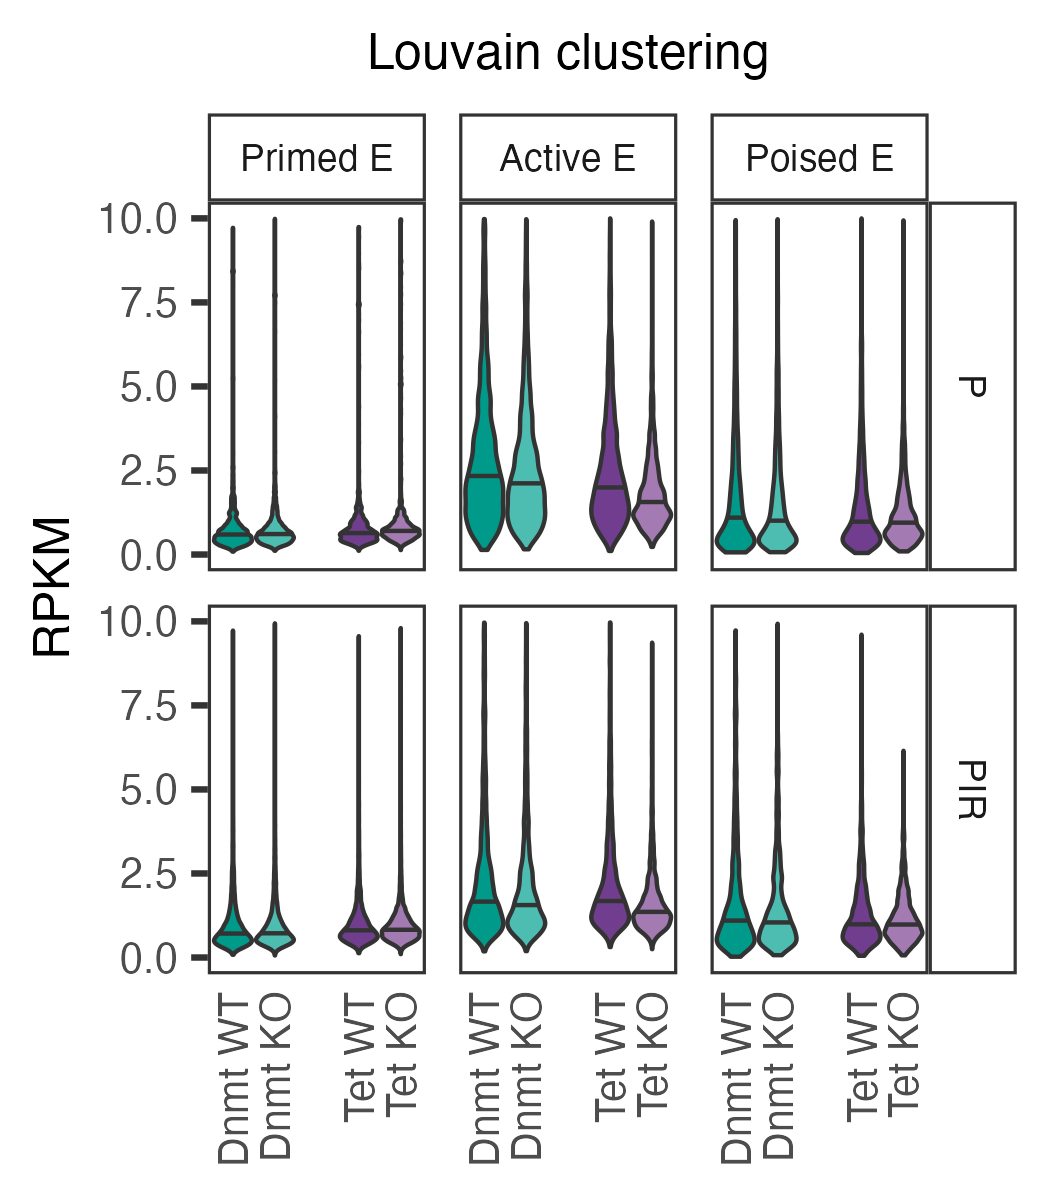 Louvain clustering
Primed E
Active E
Poised E
RPKM
10.0
7.5
5.0
2.5
0.0
P
10.0
7.5
5.0
2.5
0.0
PIR
Dnmt WT
Dnmt KO
Tet WT
Tet KO
Dnmt WT
Dnmt KO
Tet WT
Tet KO
Dnmt WT
Dnmt KO
Tet WT
Tet KO